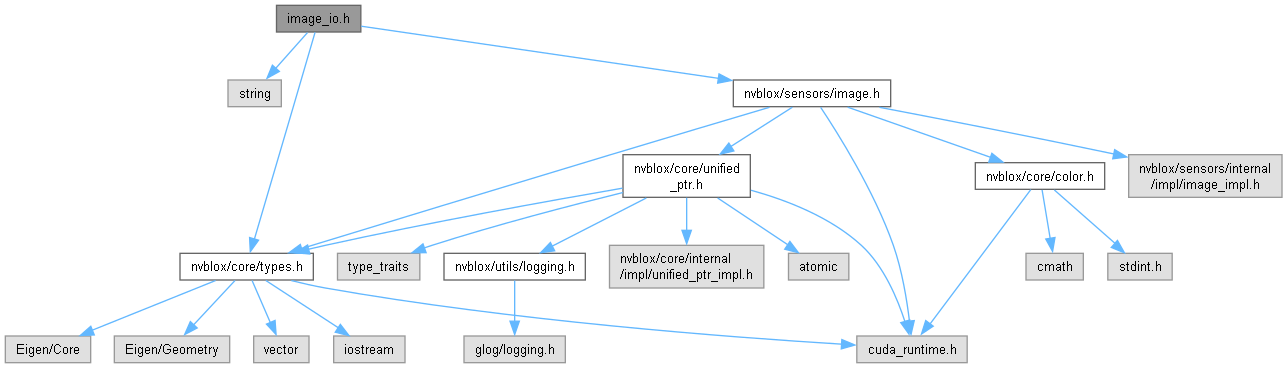 image_io.h
string
nvblox/sensors/image.h
nvblox/core/unified
_ptr.h
nvblox/core/color.h
nvblox/sensors/internal
/impl/image_impl.h
nvblox/core/types.h
type_traits
nvblox/utils/logging.h
nvblox/core/internal
/impl/unified_ptr_impl.h
atomic
cmath
stdint.h
Eigen/Core
Eigen/Geometry
vector
iostream
glog/logging.h
cuda_runtime.h